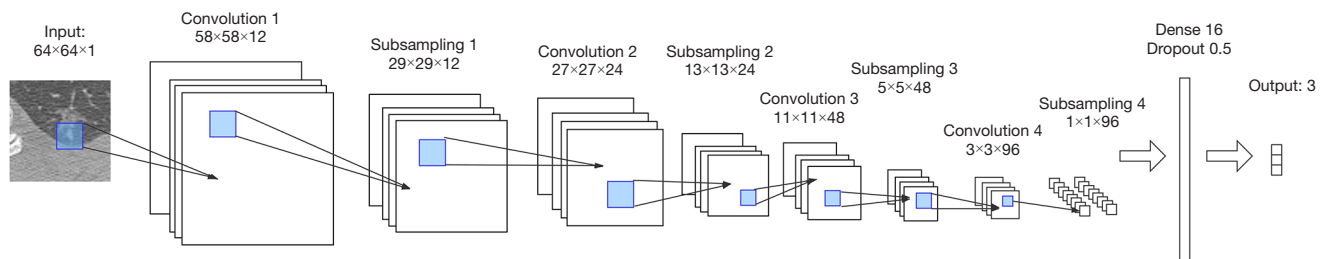 Input:
64×64×1
Convolution 1
58×58×12
Subsampling 1
29×29×12
Convolution 2
27×27×24
Subsampling 2
13×13×24
Convolution 3
11×11×48
Subsampling 3
5×5×48
Convolution 4
3×3×96
Subsampling 4
1×1×96
Dense 16
Dropout 0.5
Output: 3